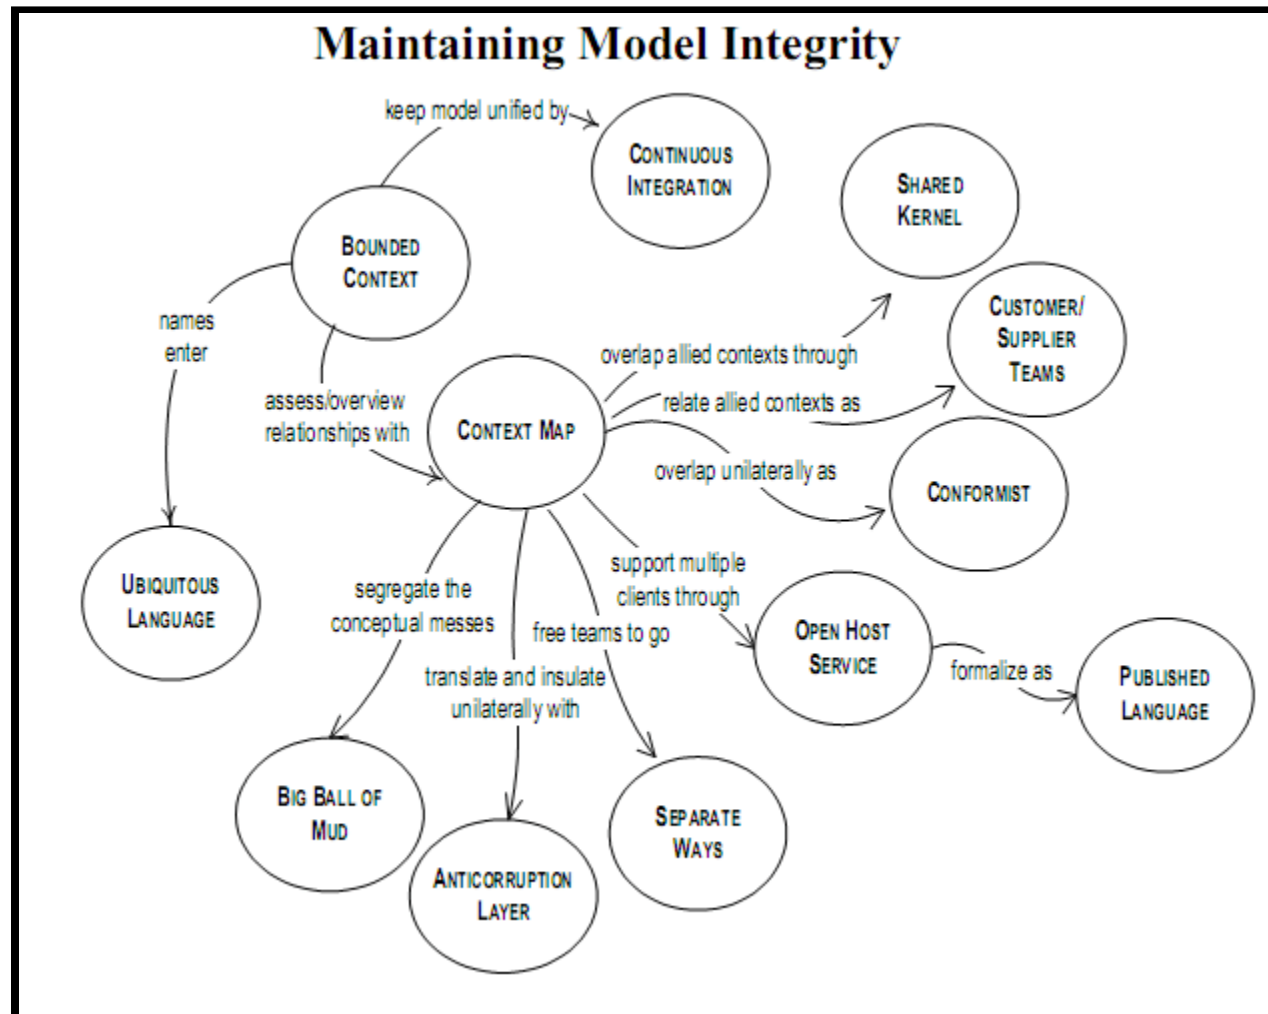 Maintaining Model Integrity
keep model unified by
CONTINUOUS
INTEGRATION
SHARED
KERNEL
BOUNDED
CONTEXT
names
enter
CUSTOMER/
SUPPLIER
TEAMS
overlap allied contexts through
assess/overview
relationships with
relate allied contexts as
CONTEXT MAP
overlap unilaterally as
CONFORMIST
UBIQUITOUS
LANGUAGE
segregate the
conceptual messes
support multiple
clients through
free teams to go
translate and insulate
unilaterally with
OPEN HOST
SERVICE
formalize as
PUBLISHED
LANGUAGE
BIG BALL OF
MUD
SEPARATE
WAYS
ANTICORRUPTION
LAYER